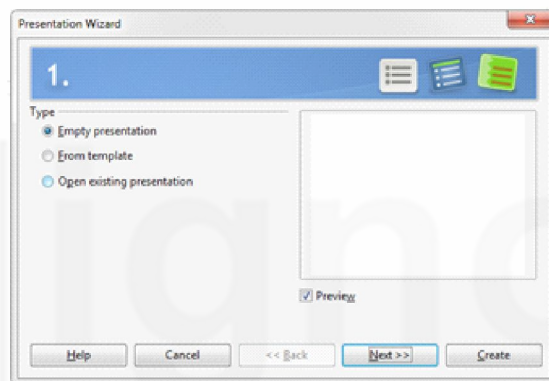 Presentation Wizard
1.
Type
Empty presentation
From template
Open existing presentation
Preview
Help
Cancel
<< Back
Next >>
Create